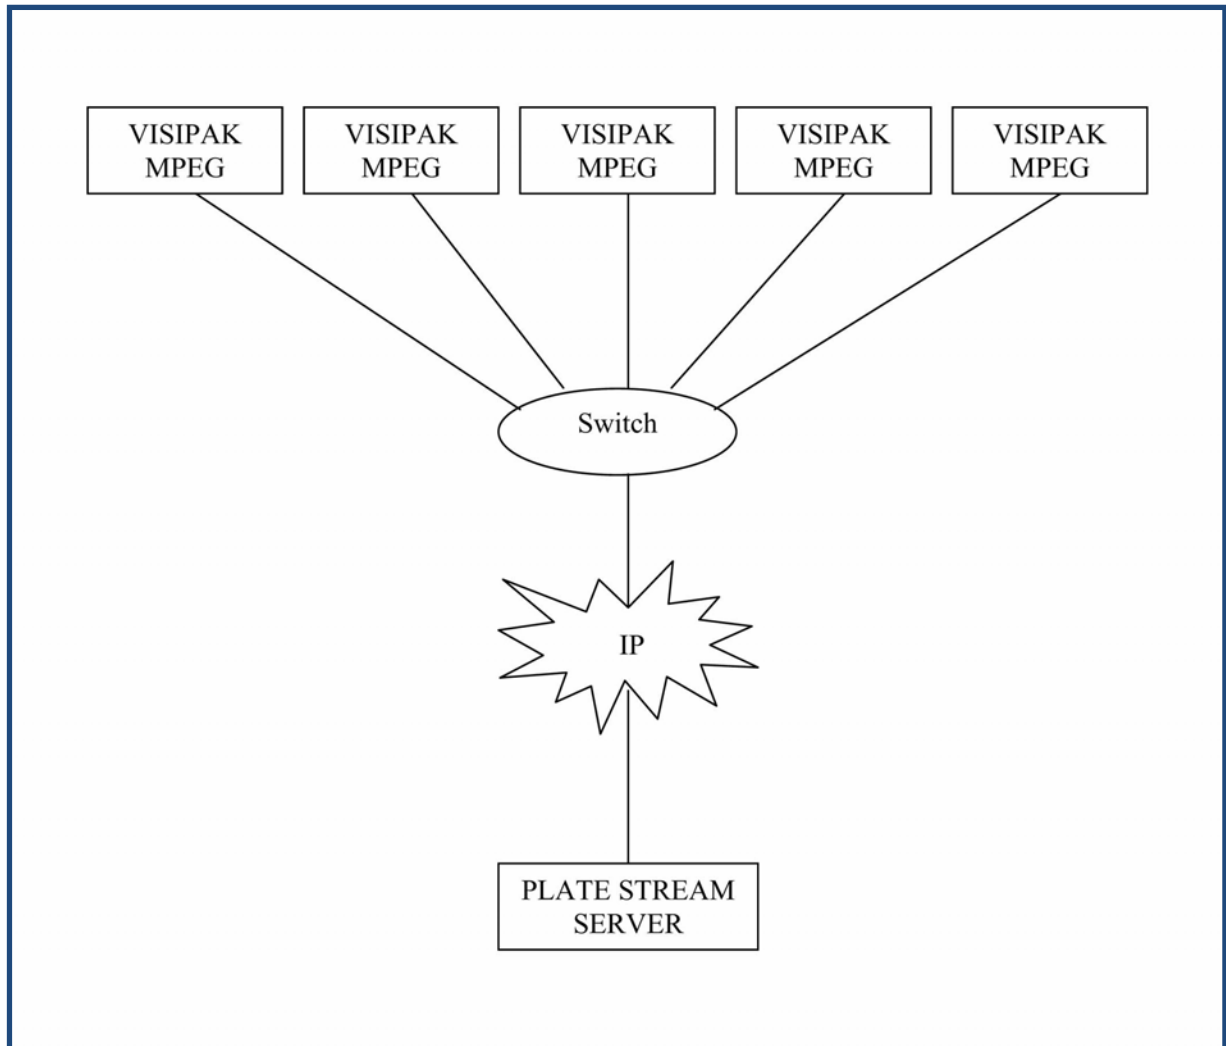 VISIPAK
MPEG
VISIPAK
MPEG
VISIPAK
MPEG
VISIPAK
MPEG
VISIPAK
MPEG
Switch
IP
PLATE STREAM
SERVER